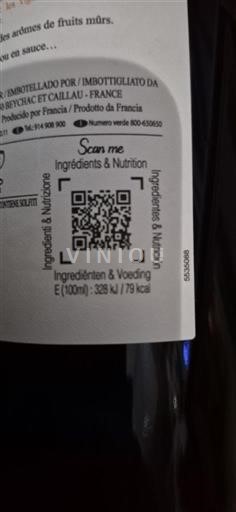 des arômes de fruits mûrs.
ou en sauce...
EMBOTELLADO POR / IMBOTTIGLIATO DA
BEYCHAC ET CAILLAU - FRANCE
Producido por Francia / Prodotto da Francia
Tel.: 914 908 900 Numero verde 800-650650
Scan me
Ingrédients & Nutrition
Ingredienti & Nutrizione
Ingredientes & Nutrición
CONTIENE SOLFITI
VINIOU
Ingrediënten & Voeding
E (100ml) : 328 kJ / 79 kcal
5535068